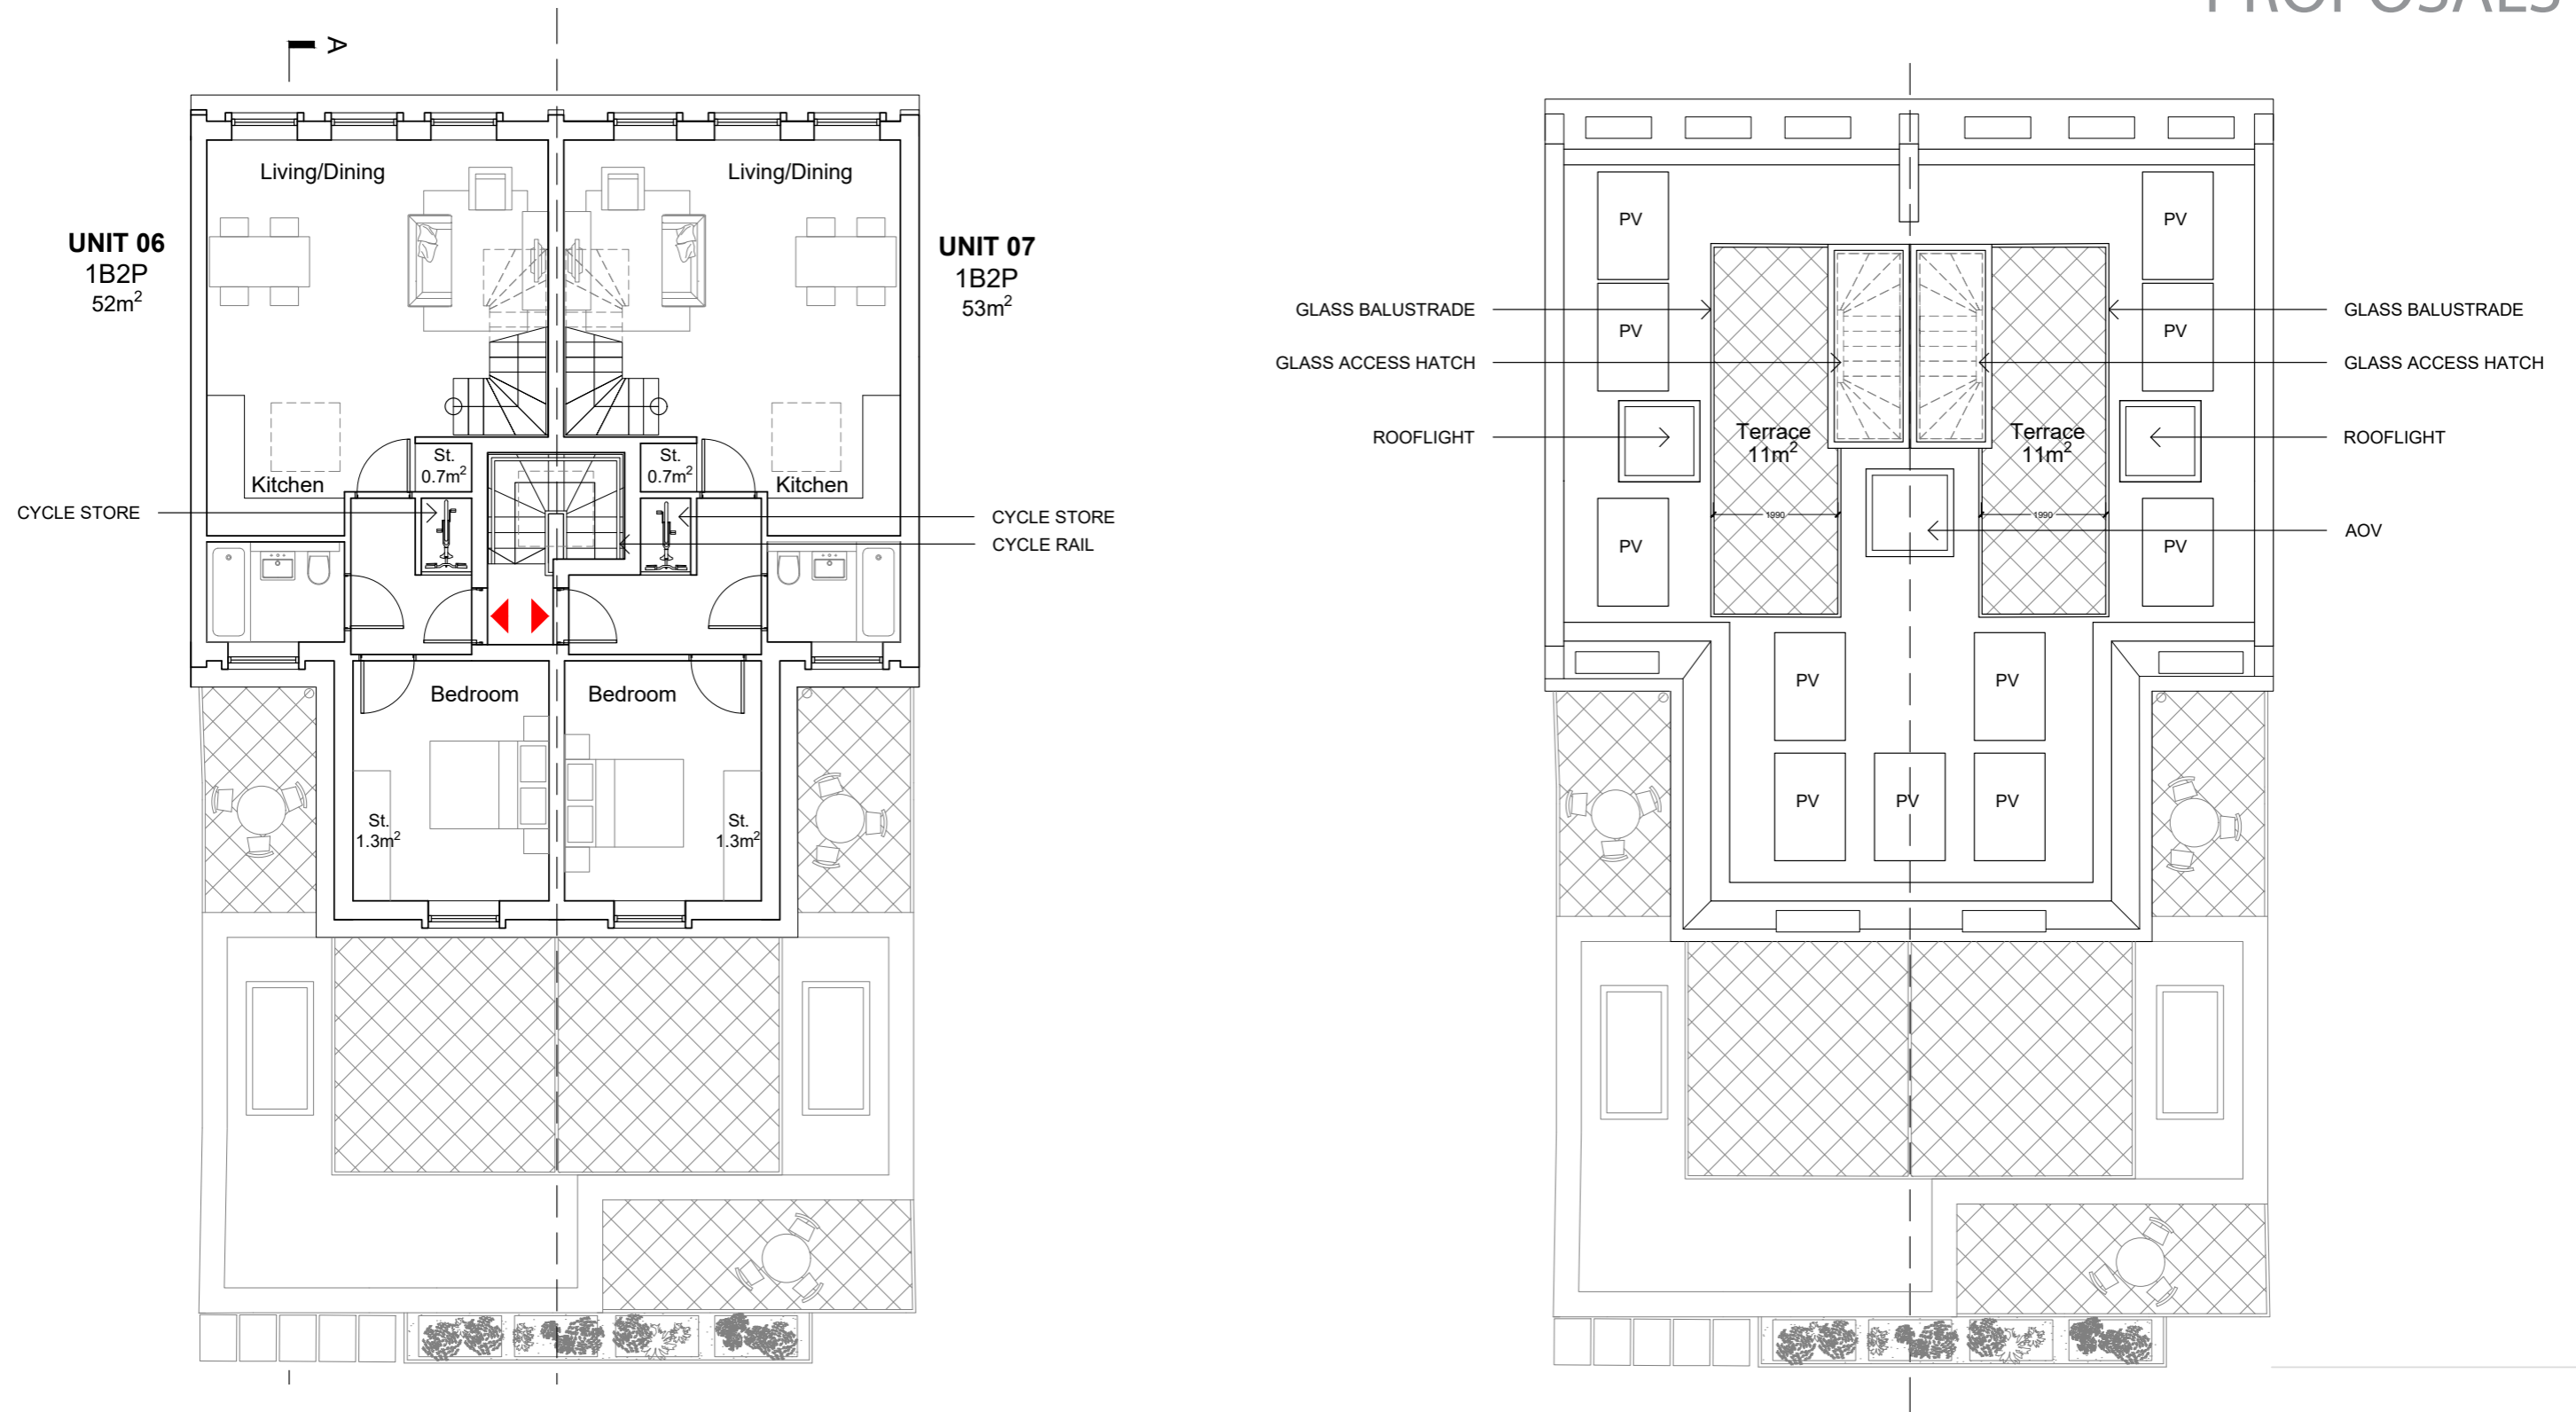 PROPOSALS
A
Living/Dining
Living/Dining
UNIT 06
1B2P
52m²
UNIT 07
1B2P
53m²
St.
0.7m²
St.
0.7m²
Kitchen
Kitchen
CYCLE STORE
CYCLE STORE
CYCLE RAIL
Bedroom
Bedroom
St.
1.3m²
St.
1.3m²
PV
PV
GLASS BALUSTRADE
GLASS BALUSTRADE
PV
PV
GLASS ACCESS HATCH
GLASS ACCESS HATCH
ROOFLIGHT
ROOFLIGHT
Terrace
11m²
Terrace
11m²
1990
1990
AOV
PV
PV
PV
PV
PV
PV
PV